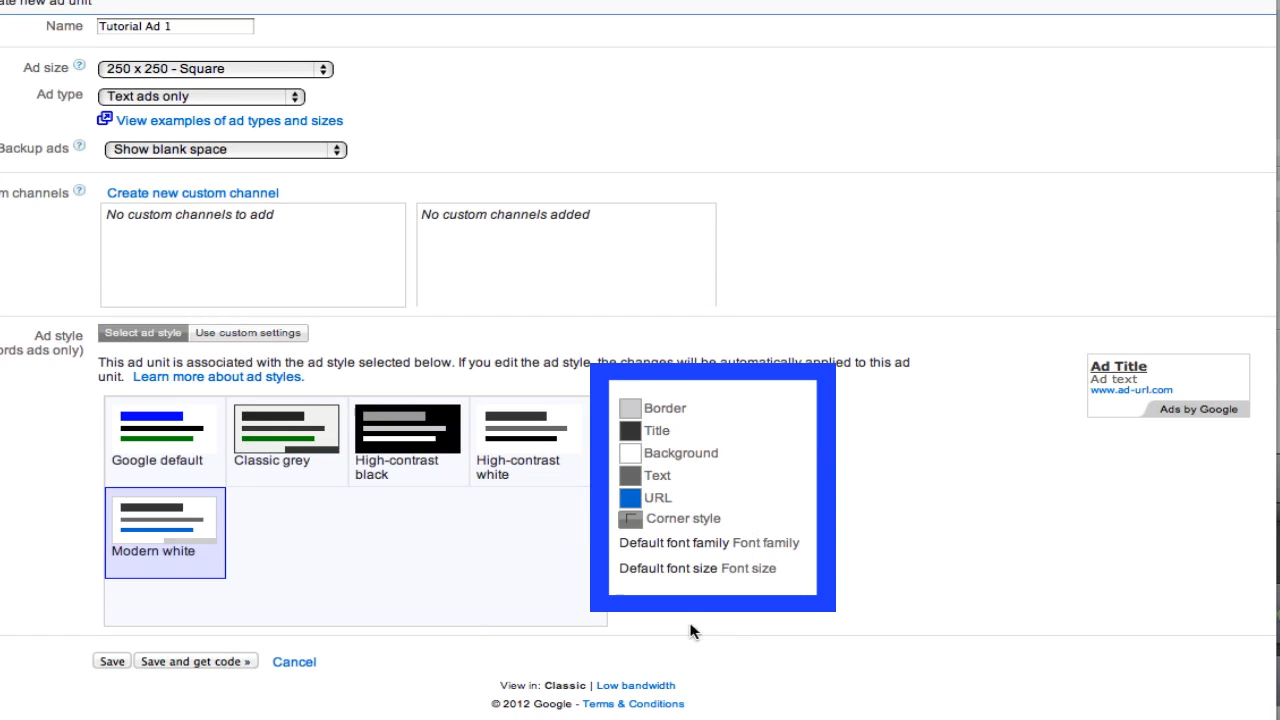 ate new ad unit
Name Tutorial Ad 1
Ad size ? 250 x 250 - Square
Ad type Text ads only
View examples of ad types and sizes
Backup ads ? Show blank space
m channels ? Create new custom channel
No custom channels to add No custom channels added
Ad style Select ad style Use custom settings
ords ads only)
This ad unit is associated with the ad style selected below. If you edit the ad style, the changes will be automatically applied to this ad
unit. Learn more about ad styles.
Google default
Classic grey
High-contrast
black
High-contrast
white
Modern white
Border
Title
Background
Text
URL
Corner style
Default font family Font family
Default font size Font size
Ad Title
Ad text
www.ad-url.com
Ads by Google
Save Save and get code » Cancel
View in: Classic | Low bandwidth
© 2012 Google - Terms & Conditions